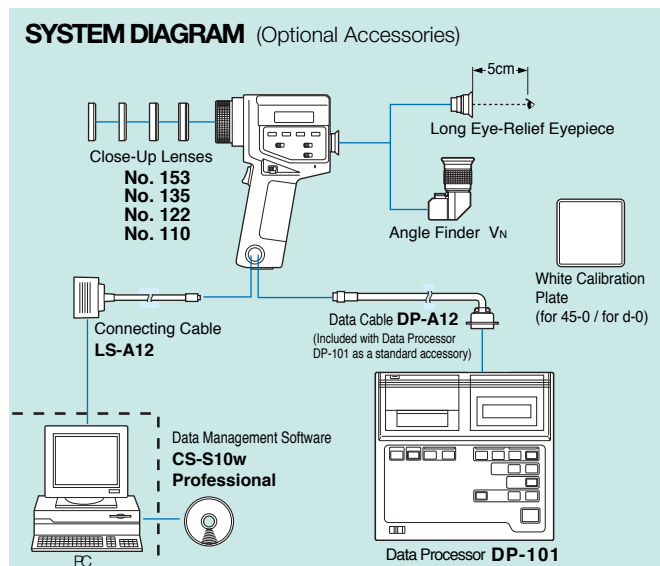 SYSTEM DIAGRAM (Optional Accessories)
5cm
Long Eye-Relief Eyepiece
Close-Up Lenses
No. 153
No. 135
No. 122
No. 110
Angle Finder VN
White Calibration
Plate
(for 45-0 / for d-0)
Connecting Cable
LS-A12
Data Cable DP-A12
(Included with Data Processor
DP-101 as a standard accessory)
Data Management Software
CS-S10w
Professional
PC
Data Processor DP-101